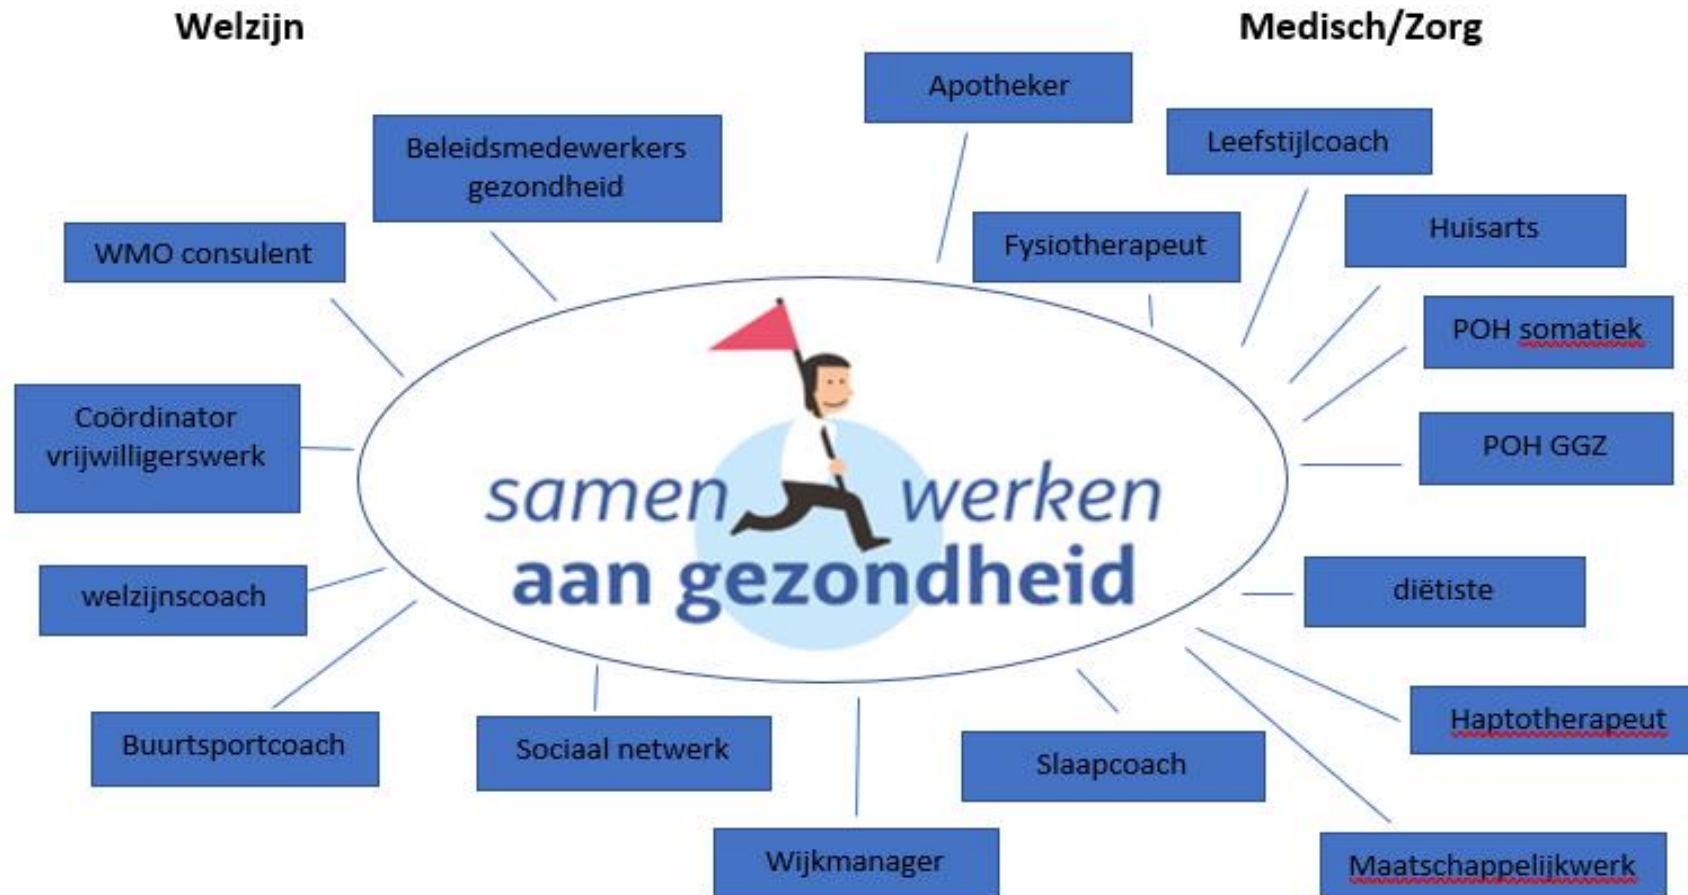 Welzijn
Medisch/Zorg
Apotheker
Leefstijlcoach
Beleidsmedewerkers
gezondheid
Huisarts
WMO consulent
Fysiotherapeut
POH somatiek
Coördinator
vrijwilligerswerk
POH GGZ
samen werken
aan gezondheid
welzijnscoach
diëtiste
Haptotherapeut
Buurtsportcoach
Sociaal netwerk
Slaapcoach
Wijkmanager
Maatschappelijkwerk